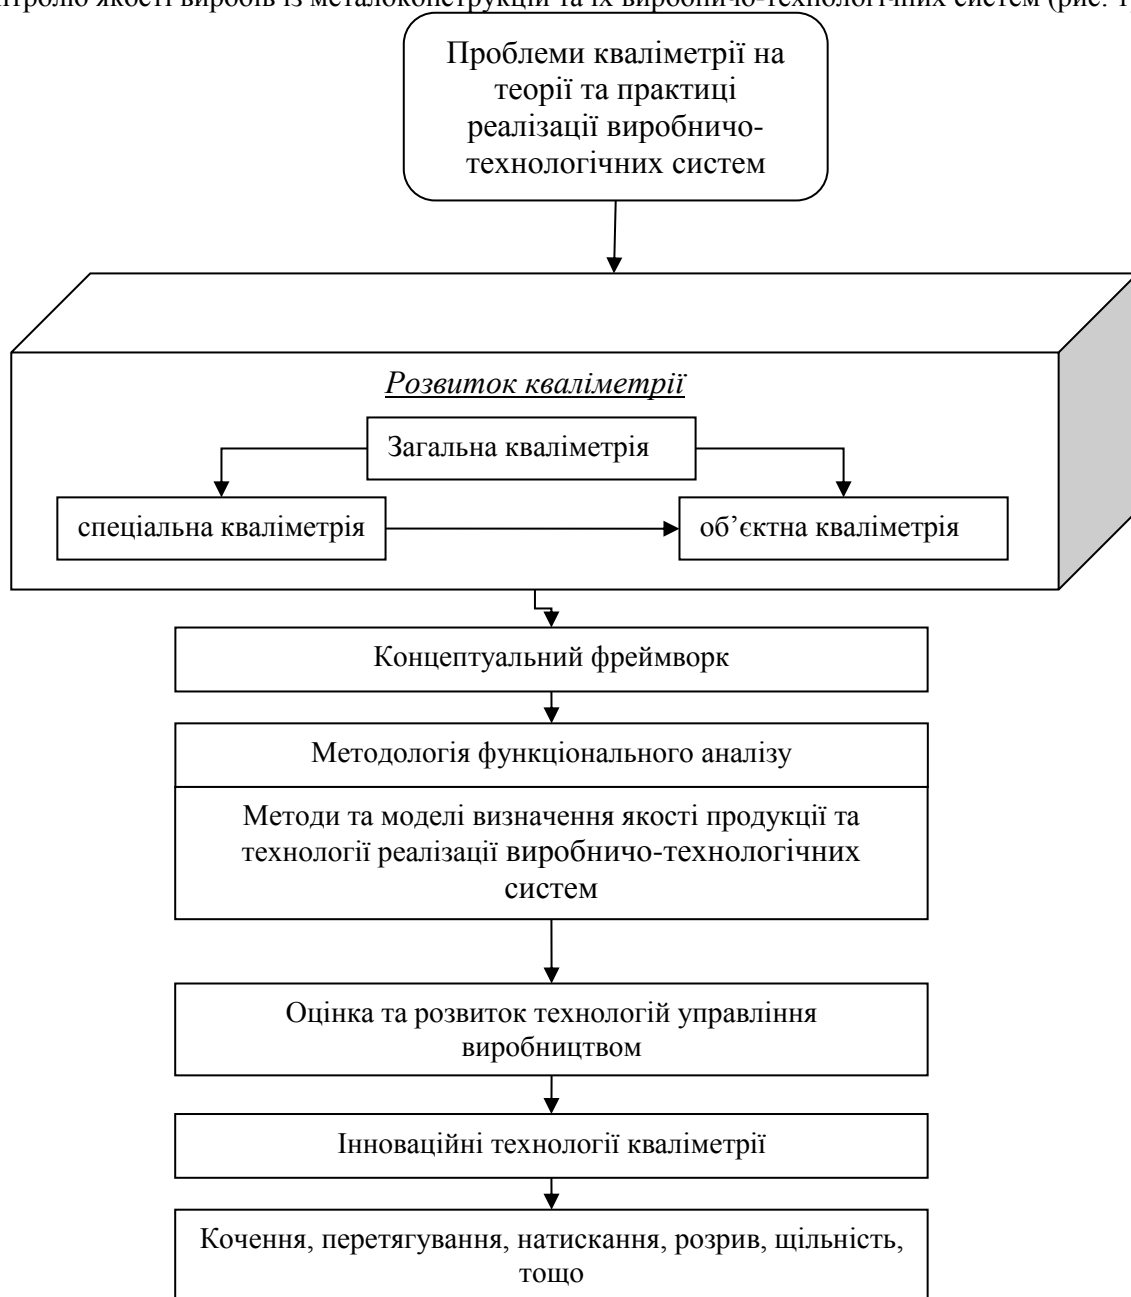 якості виробів із металоконструкцій та їх виробничо-технологічних систем (рис. 1
Проблеми кваліметрії на
теорії та практиці
реалізації виробничо-
технологічних систем
Розвиток кваліметрії
Загальна кваліметрія
спеціальна кваліметрія
об’єктна кваліметрія
Концептуальний фреймворк
Методологія функціонального аналізу
Методи та моделі визначення якості продукції та
технології реалізації виробничо-технологічних
систем
Оцінка та розвиток технологій управління
виробництвом
Інноваційні технології кваліметрії
Кочення, перетягування, натискання, розрив, щільність,
тощо